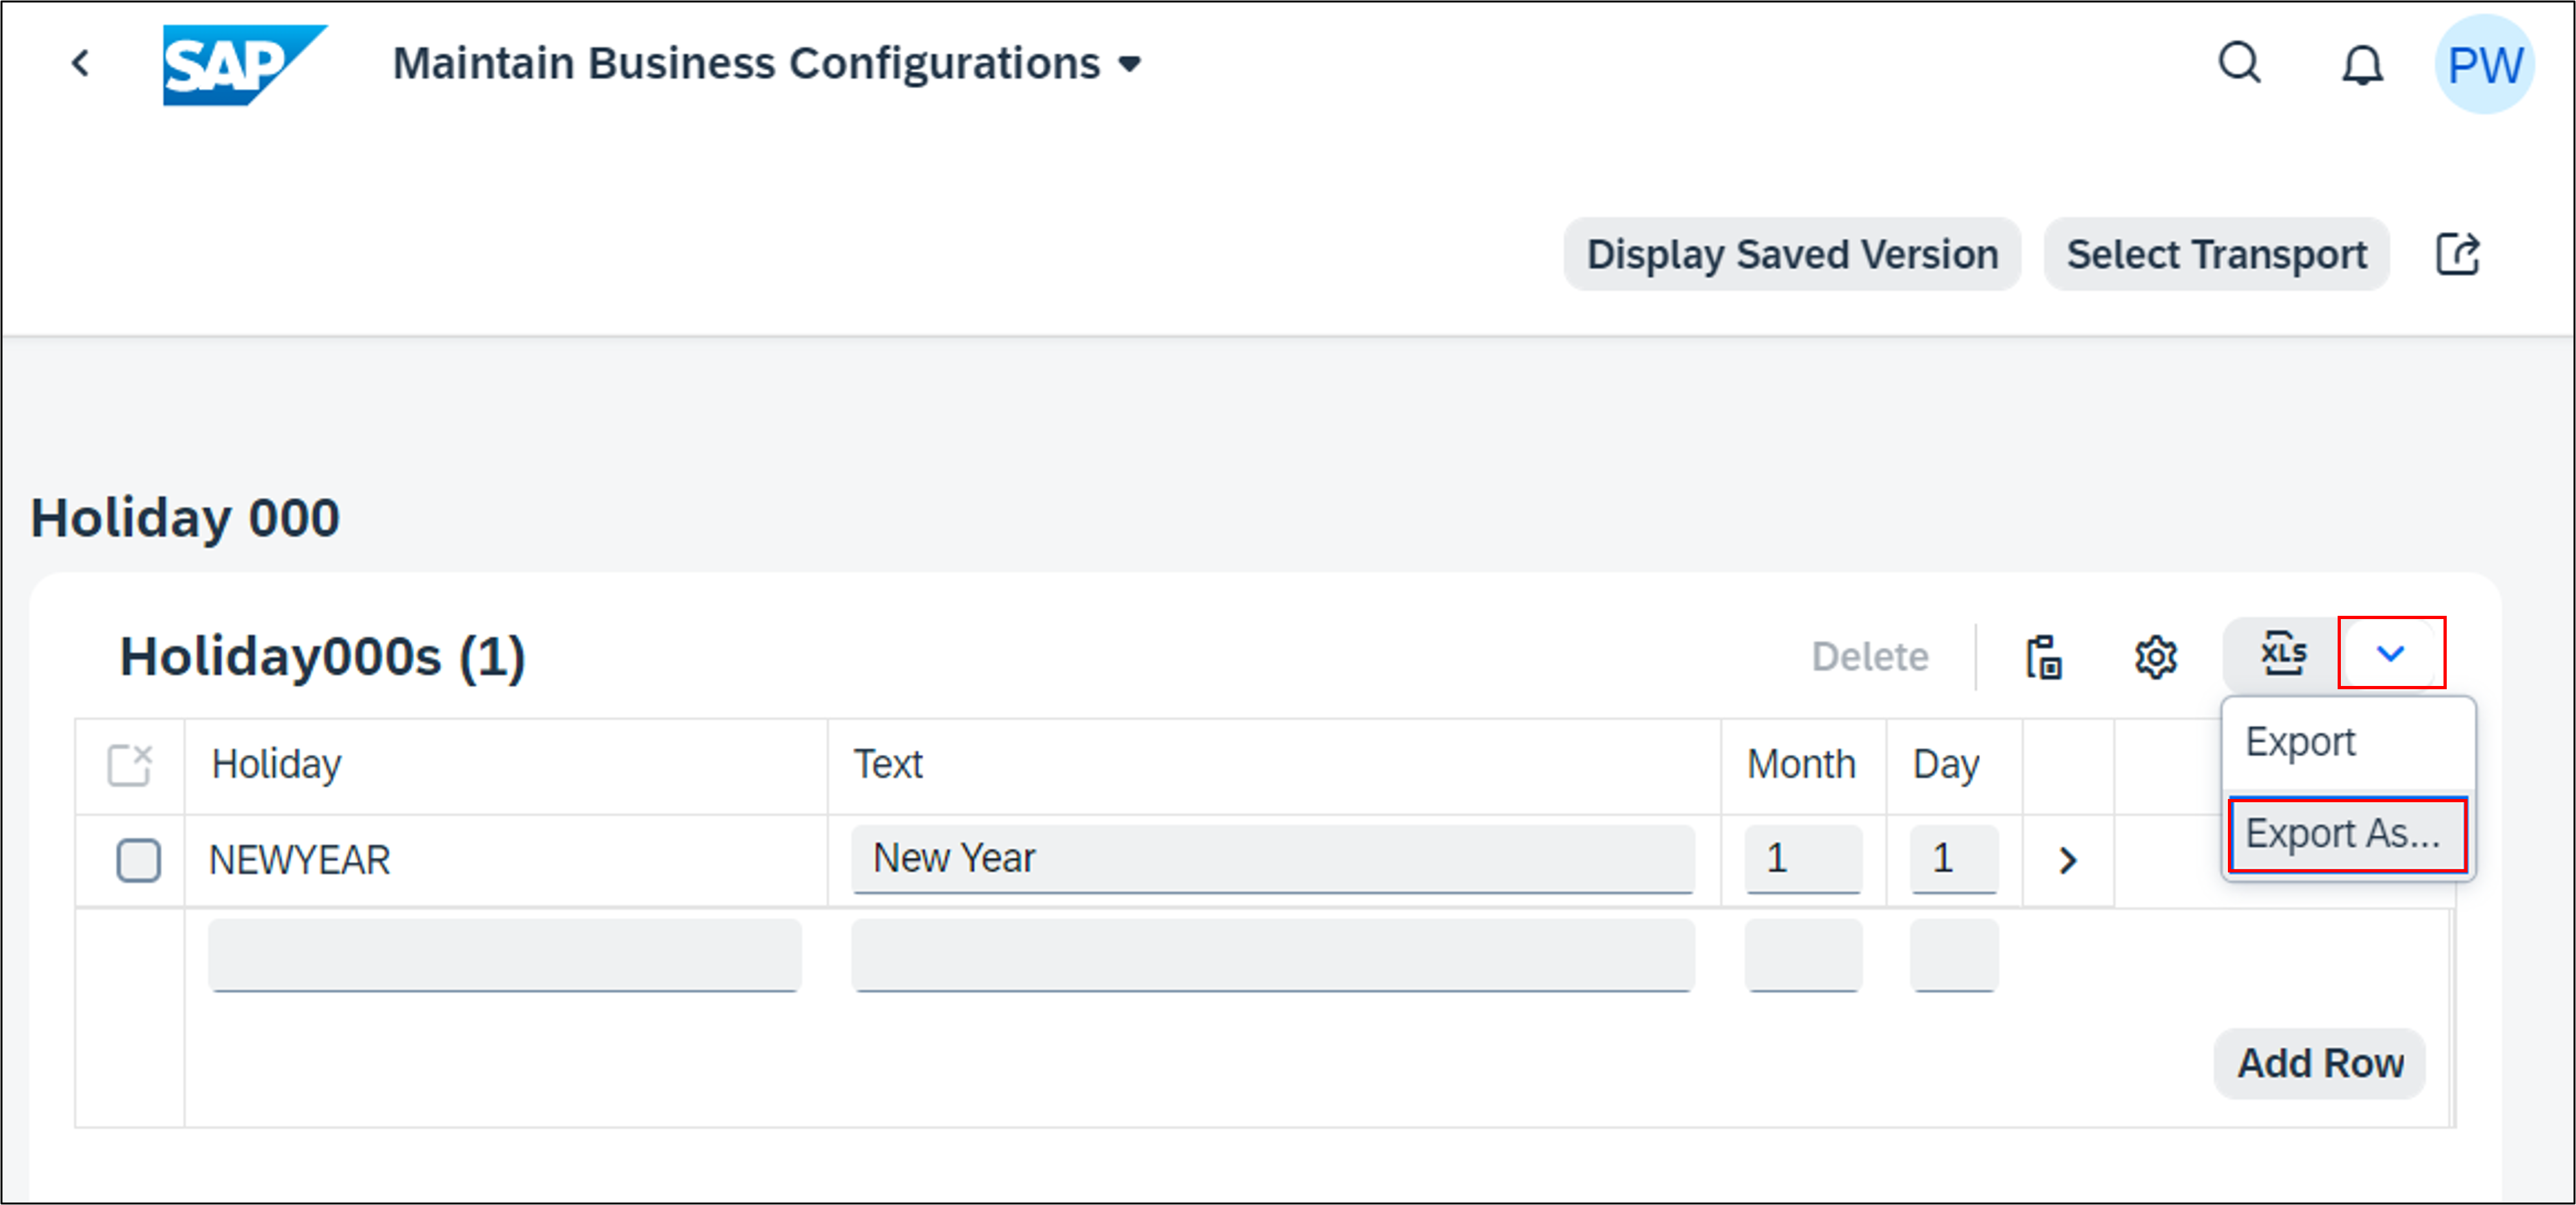 SAP Maintain Business Configurations PW
Display Saved Version Select Transport
Holiday 000
Holiday000s (1) Delete XLS
Export
Export As...
Holiday Text Month Day
NEWYEAR New Year 1 1
Add Row